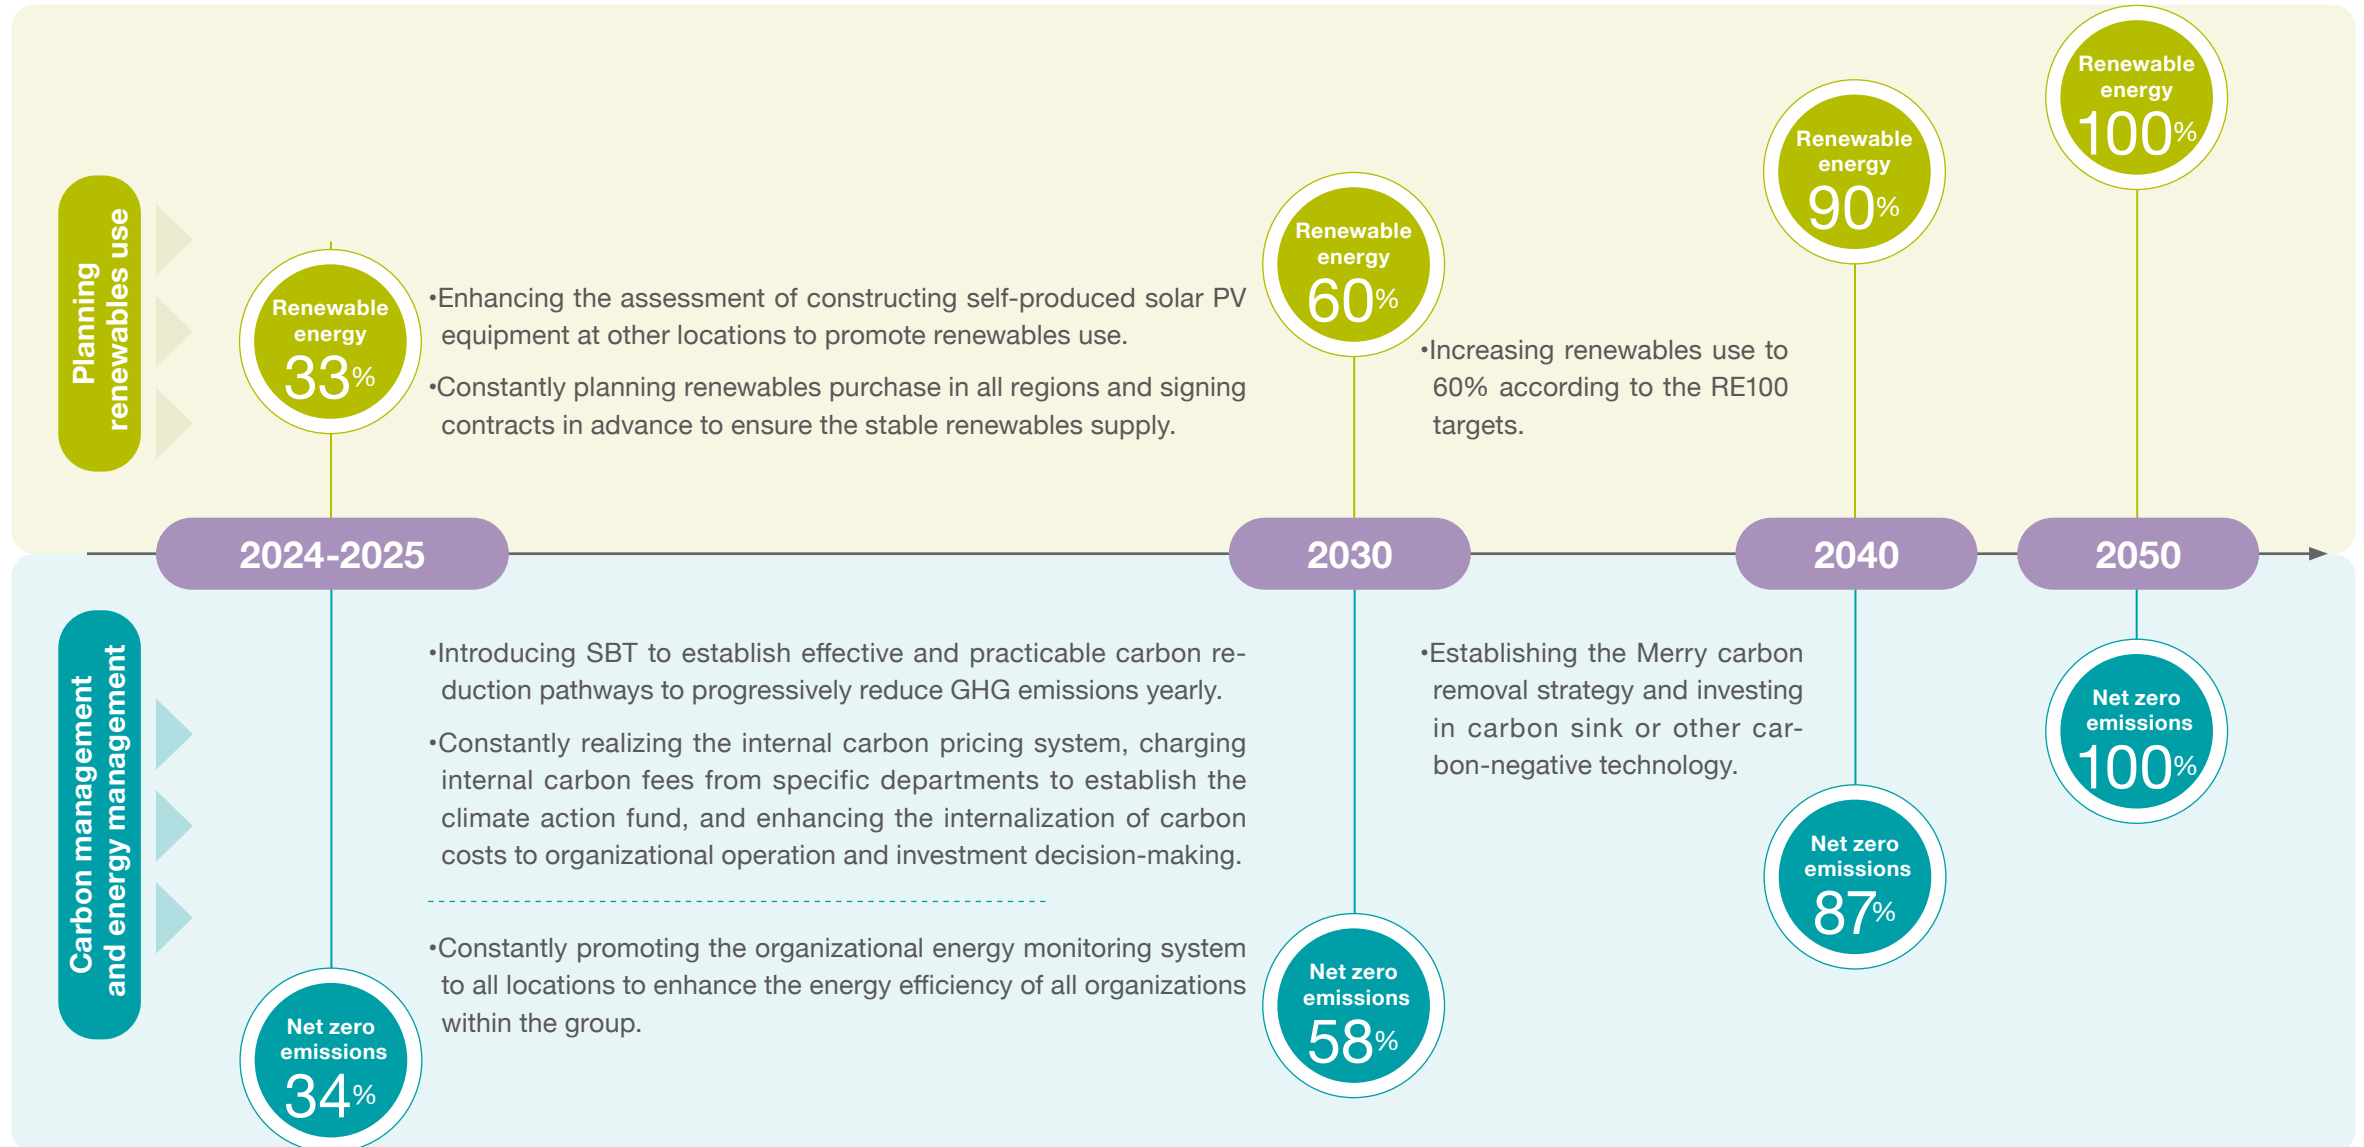 Planning
renewables use
Renewable
energy
33%
•Enhancing the assessment of constructing self-produced solar PV
equipment at other locations to promote renewables use.
•Constantly planning renewables purchase in all regions and signing
contracts in advance to ensure the stable renewables supply.
Renewable
energy
60%
•Increasing renewables use to
60% according to the RE100
targets.
Renewable
energy
90%
Renewable
energy
100%
2024-2025
2030
2040
2050
Carbon management
and energy management
Net zero
emissions
34%
•Introducing SBT to establish effective and practicable carbon re-
duction pathways to progressively reduce GHG emissions yearly.
•Constantly realizing the internal carbon pricing system, charging
internal carbon fees from specific departments to establish the
climate action fund, and enhancing the internalization of carbon
costs to organizational operation and investment decision-making.
•Constantly promoting the organizational energy monitoring system
to all locations to enhance the energy efficiency of all organizations
within the group.
Net zero
emissions
58%
•Establishing the Merry carbon
removal strategy and investing
in carbon sink or other car-
bon-negative technology.
Net zero
emissions
87%
Net zero
emissions
100%